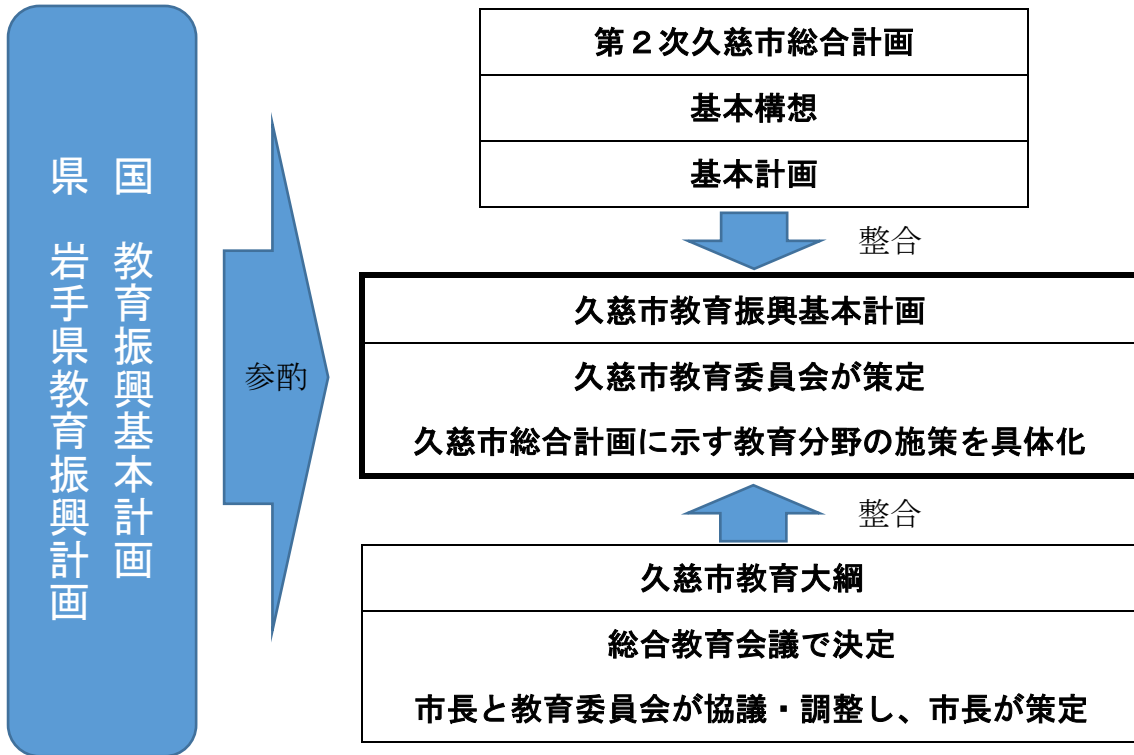 国　教育振興基本計画
県　岩手県教育振興計画
参酌
第２次久慈市総合計画
基本構想
基本計画
整合
久慈市教育振興基本計画
久慈市教育委員会が策定
久慈市総合計画に示す教育分野の施策を具体化
整合
久慈市教育大綱
総合教育会議で決定
市長と教育委員会が協議・調整し、市長が策定